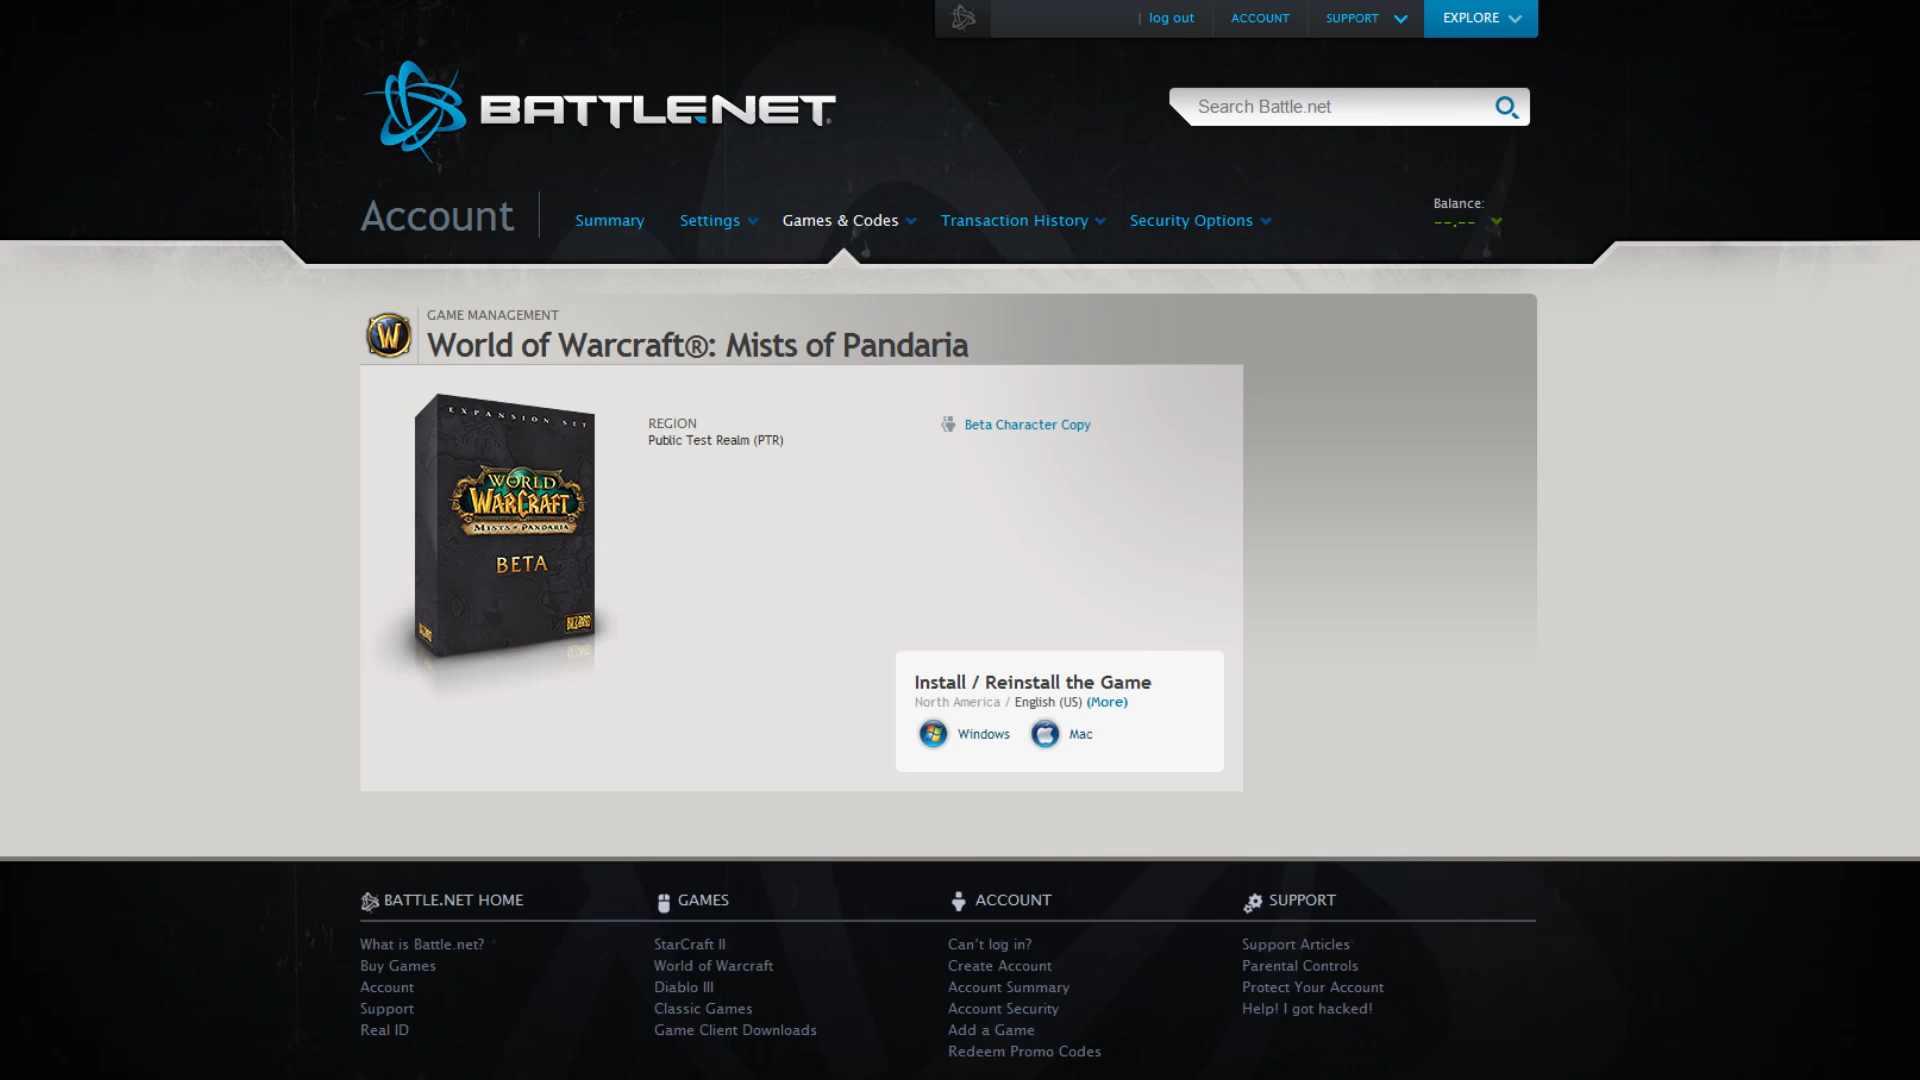 | log out ACCOUNT SUPPORT EXPLORE
BATTLE.NET®
Search Battle.net
Account Summary Settings Games & Codes Transaction History Security Options
Balance:
--.--
GAME MANAGEMENT
World of Warcraft®: Mists of Pandaria
EXPANSION SET
WORLD
WARCRAFT
MISTS OF PANDARIA
BETA
BLIZZARD
BLIZZARD
REGION
Public Test Realm (PTR)
Beta Character Copy
Install / Reinstall the Game
North America / English (US) (More)
Windows Mac
BATTLE.NET HOME
What is Battle.net?
Buy Games
Account
Support
Real ID
GAMES
StarCraft II
World of Warcraft
Diablo III
Classic Games
Game Client Downloads
ACCOUNT
Can't log in?
Create Account
Account Summary
Account Security
Add a Game
Redeem Promo Codes
SUPPORT
Support Articles
Parental Controls
Protect Your Account
Help! I got hacked!